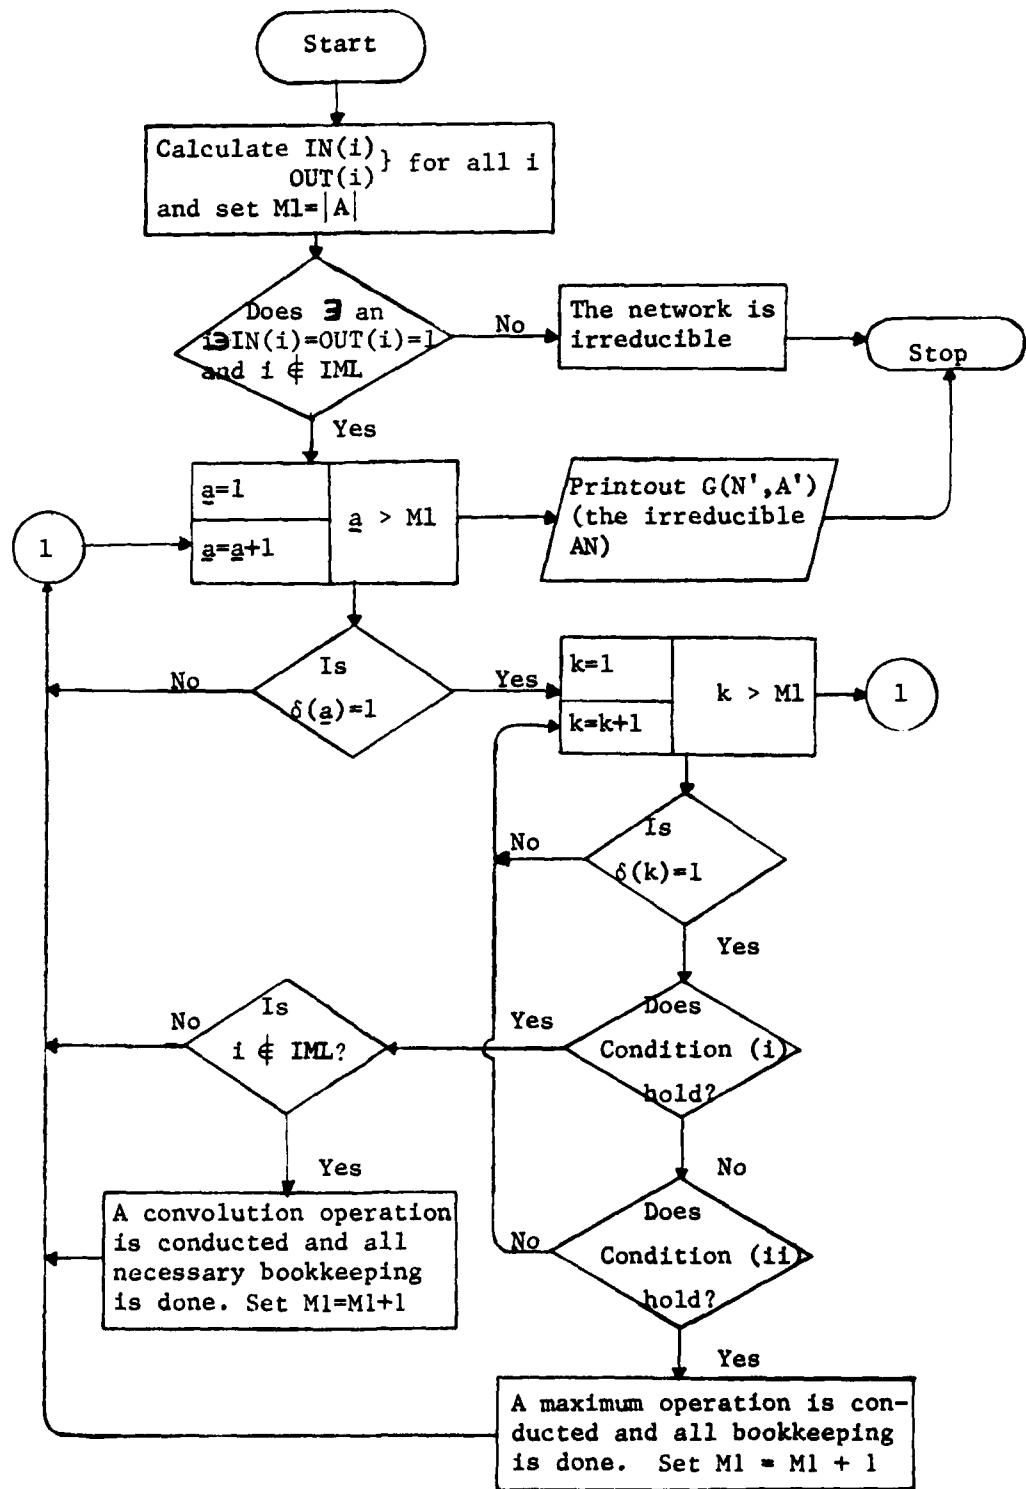 Start
Calculate IN(i)
OUT(i)
} for all i
and set M1=|A|
Does ∃ an
i∋IN(i)=OUT(i)=1
and i ∉ IML
No
The network is
irreducible
Stop
Yes
a=1
a=a+1
a > M1
Printout G(N',A')
(the irreducible
AN)
1
Is
δ(a)=1
No
Yes
k=1
k=k+1
k > M1
1
Is
δ(k)=1
No
Yes
Does
Condition (i)
hold?
Yes
Is
i ∉ IML?
No
Yes
A convolution operation
is conducted and all
necessary bookkeeping
is done. Set M1=M1+1
No
Does
Condition (ii)
hold?
No
Yes
A maximum operation is con-
ducted and all bookkeeping
is done. Set M1 = M1 + 1